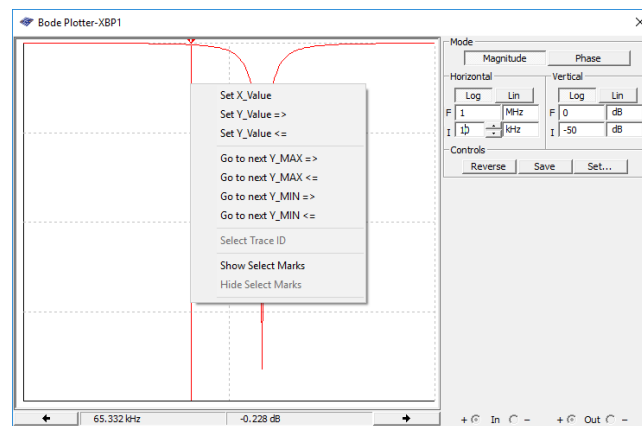 Bode Plotter-XBP1
Mode
Magnitude Phase
Horizontal Vertical
Log Lin Log Lin
F 1 MHz F 0 dB
I kHz I -50 dB
Controls
Reverse Save Set...
Set X_Value
Set Y_Value =>
Set Y_Value <=
Go to next Y_MAX =>
Go to next Y_MAX <=
Go to next Y_MIN =>
Go to next Y_MIN <=
Select Trace ID
Show Select Marks
Hide Select Marks
65.332 kHz -0.228 dB
+ In - + Out -